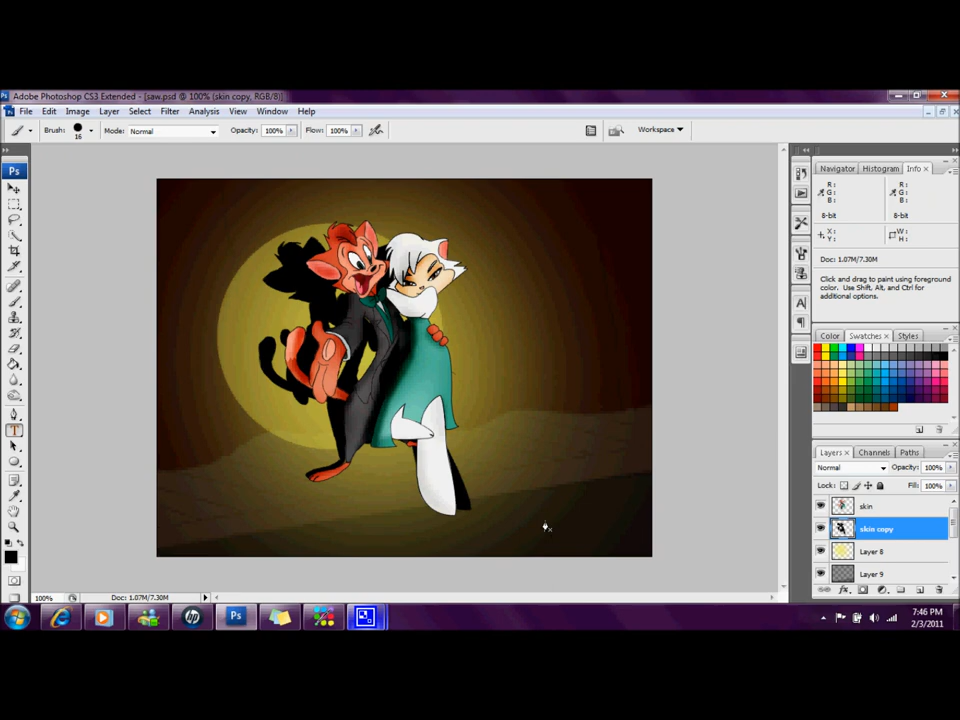 Adobe Photoshop CS3 Extended - [saw.psd @ 100% (skin copy, RGB/8)]
File Edit Image Layer Select Filter Analysis View Window Help
Brush: 16 Mode: Normal Opacity: 100% Flow: 100% Workspace
Ps
Navigator Histogram Info
R: R:
G: G:
B: B:
8-bit 8-bit
X: W:
Y: H:
Doc: 1.07M/7.30M
Click and drag to paint using foreground
color. Use Shift, Alt, and Ctrl for
additional options.
Color Swatches Styles
Layers Channels Paths
Normal Opacity: 100%
Lock: Fill: 100%
skin
skin copy
Layer 8
Layer 9
100% Doc: 1.07M/7.30M
hp
Ps
7:46 PM
2/3/2011